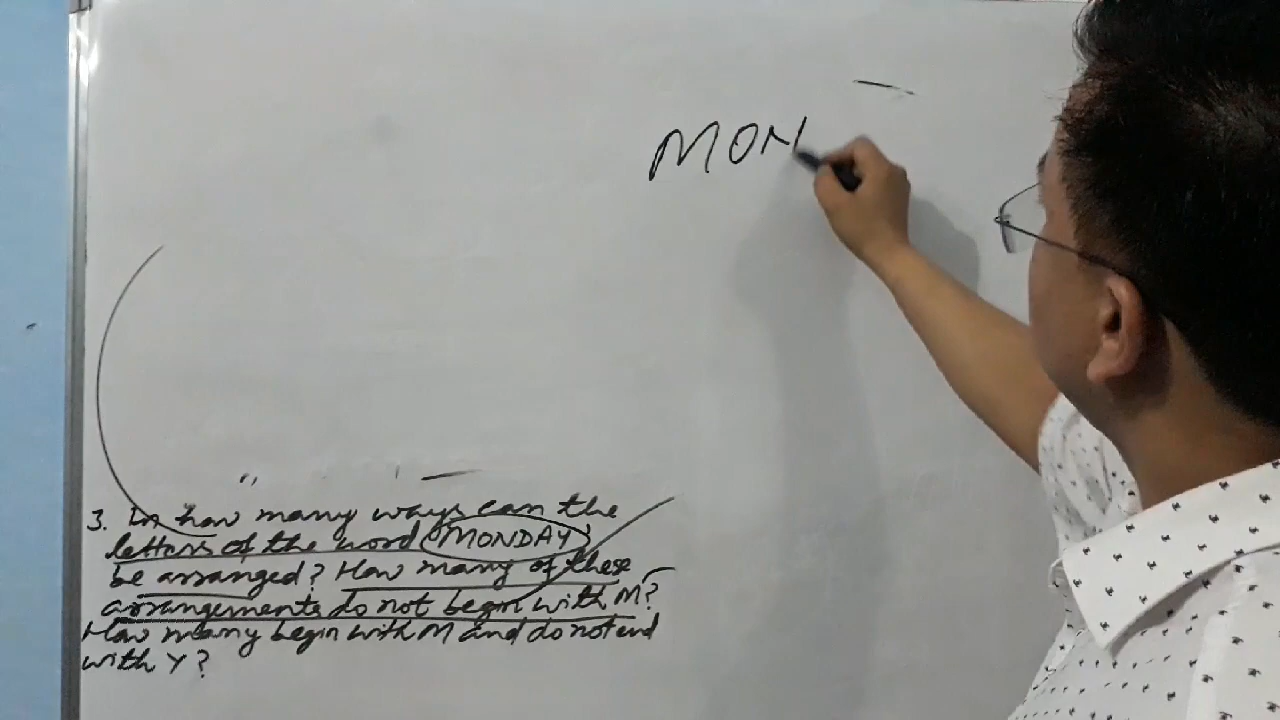 MON
3. In how many ways can the
letters of the word MONDAY
be arranged? How many of these
arrangements do not begin with M?
How many begin with M and do not end
with Y?